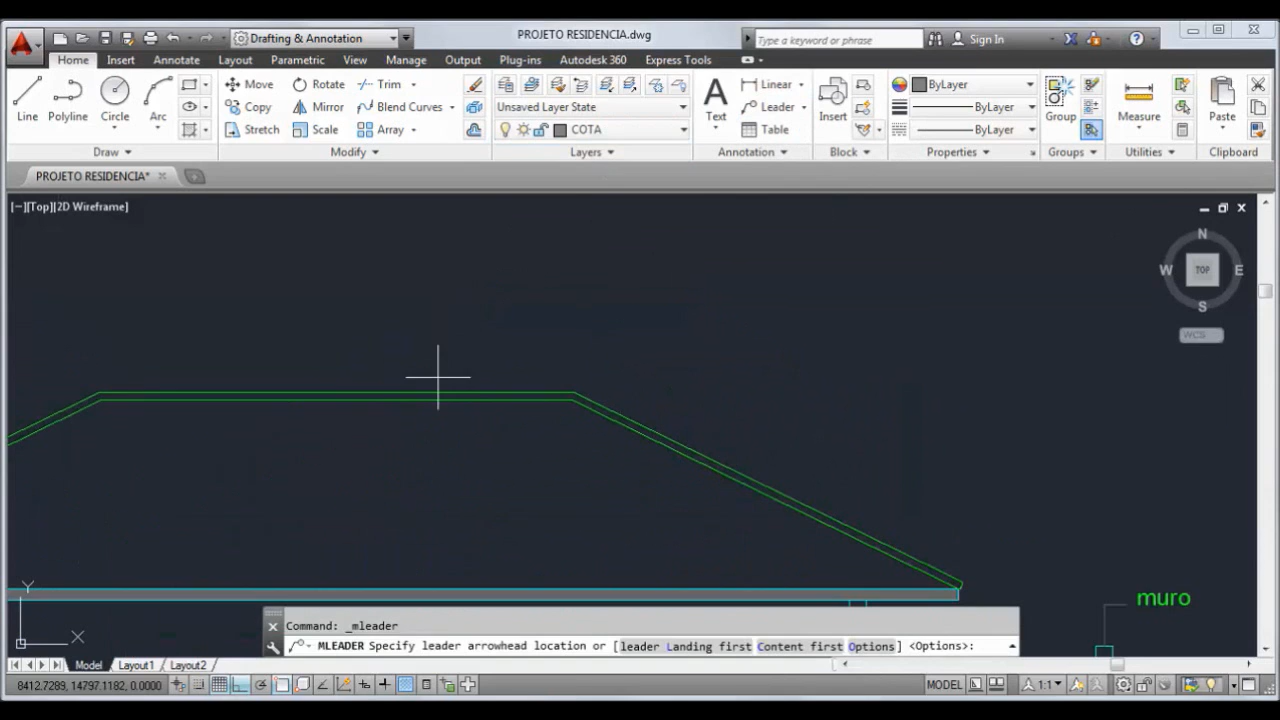 PROJETO RESIDENCIA.dwg
Drafting & Annotation
Type a keyword or phrase
Sign In
Home Insert Annotate Layout Parametric View Manage Output Plug-ins Autodesk 360 Express Tools
Line Polyline Circle Arc
Move Rotate Trim
Copy Mirror Blend Curves
Stretch Scale Array
Unsaved Layer State
COTA
Text
Linear
Leader
Table
Insert
ByLayer
ByLayer
ByLayer
Group
Measure
Paste
Draw Modify Layers Annotation Block Properties Groups Utilities Clipboard
PROJETO RESIDENCIA*
[−][Top][2D Wireframe]
N
W TOP E
S
WCS
muro
Y
X
Command: _mleader
MLEADER Specify leader arrowhead location or [leader Landing first Content first Options] <Options>:
Model Layout1 Layout2
8412.7289, 14797.1182, 0.0000
MODEL
1:1